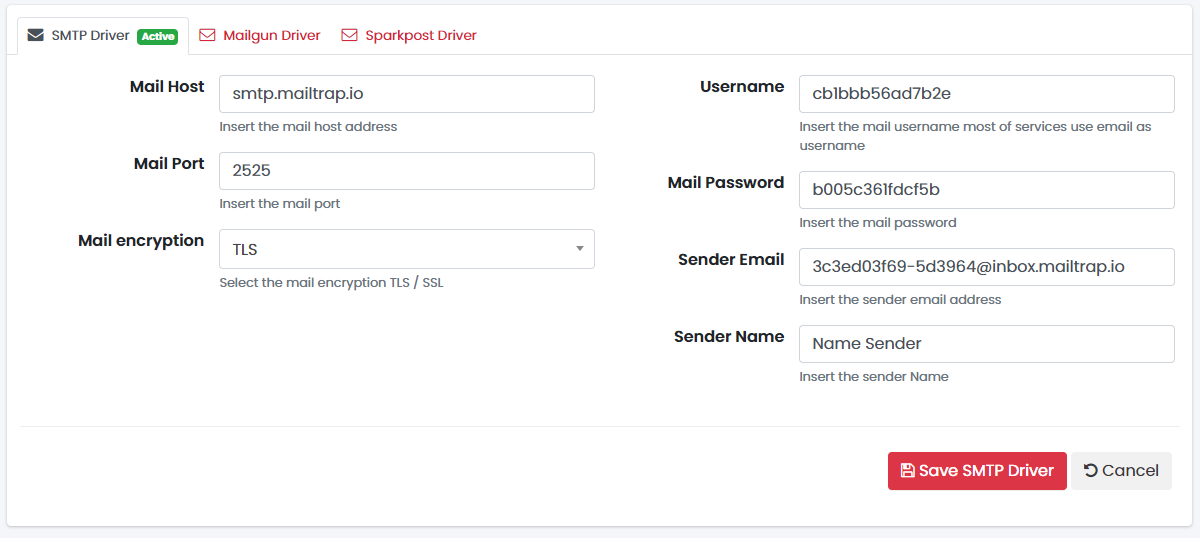 SMTP Driver Active Mailgun Driver Sparkpost Driver
Mail Host smtp.mailtrap.io
Insert the mail host address
Mail Port 2525
Insert the mail port
Mail encryption TLS
Select the mail encryption TLS / SSL
Username cb1bbb56ad7b2e
Insert the mail username most of services use email as
username
Mail Password b005c361fdcf5b
Insert the mail password
Sender Email 3c3ed03f69-5d3964@inbox.mailtrap.io
Insert the sender email address
Sender Name Name Sender
Insert the sender Name
Save SMTP Driver Cancel